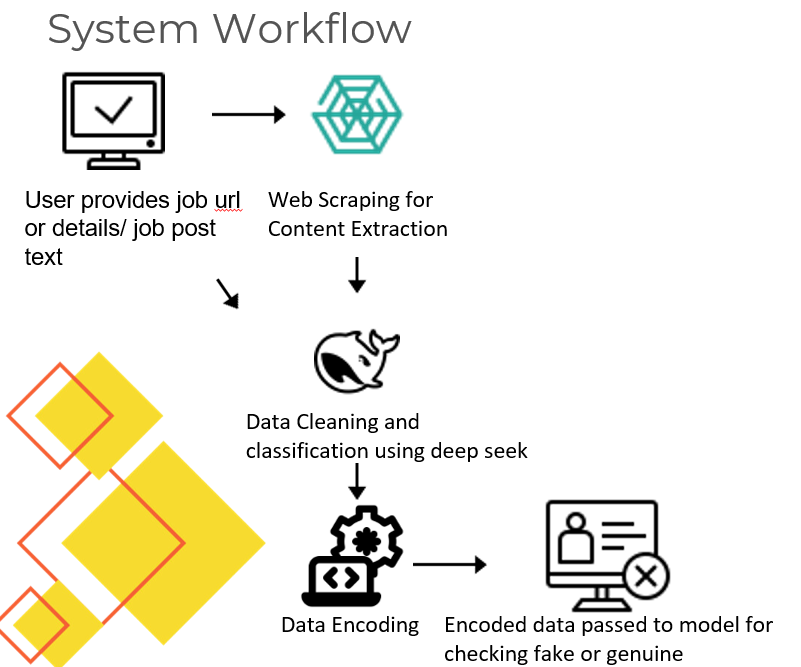 System Workflow
User provides job url
or details/ job post
text
Web Scraping for
Content Extraction
Data Cleaning and
classification using deep seek
Data Encoding
Encoded data passed to model for
checking fake or genuine